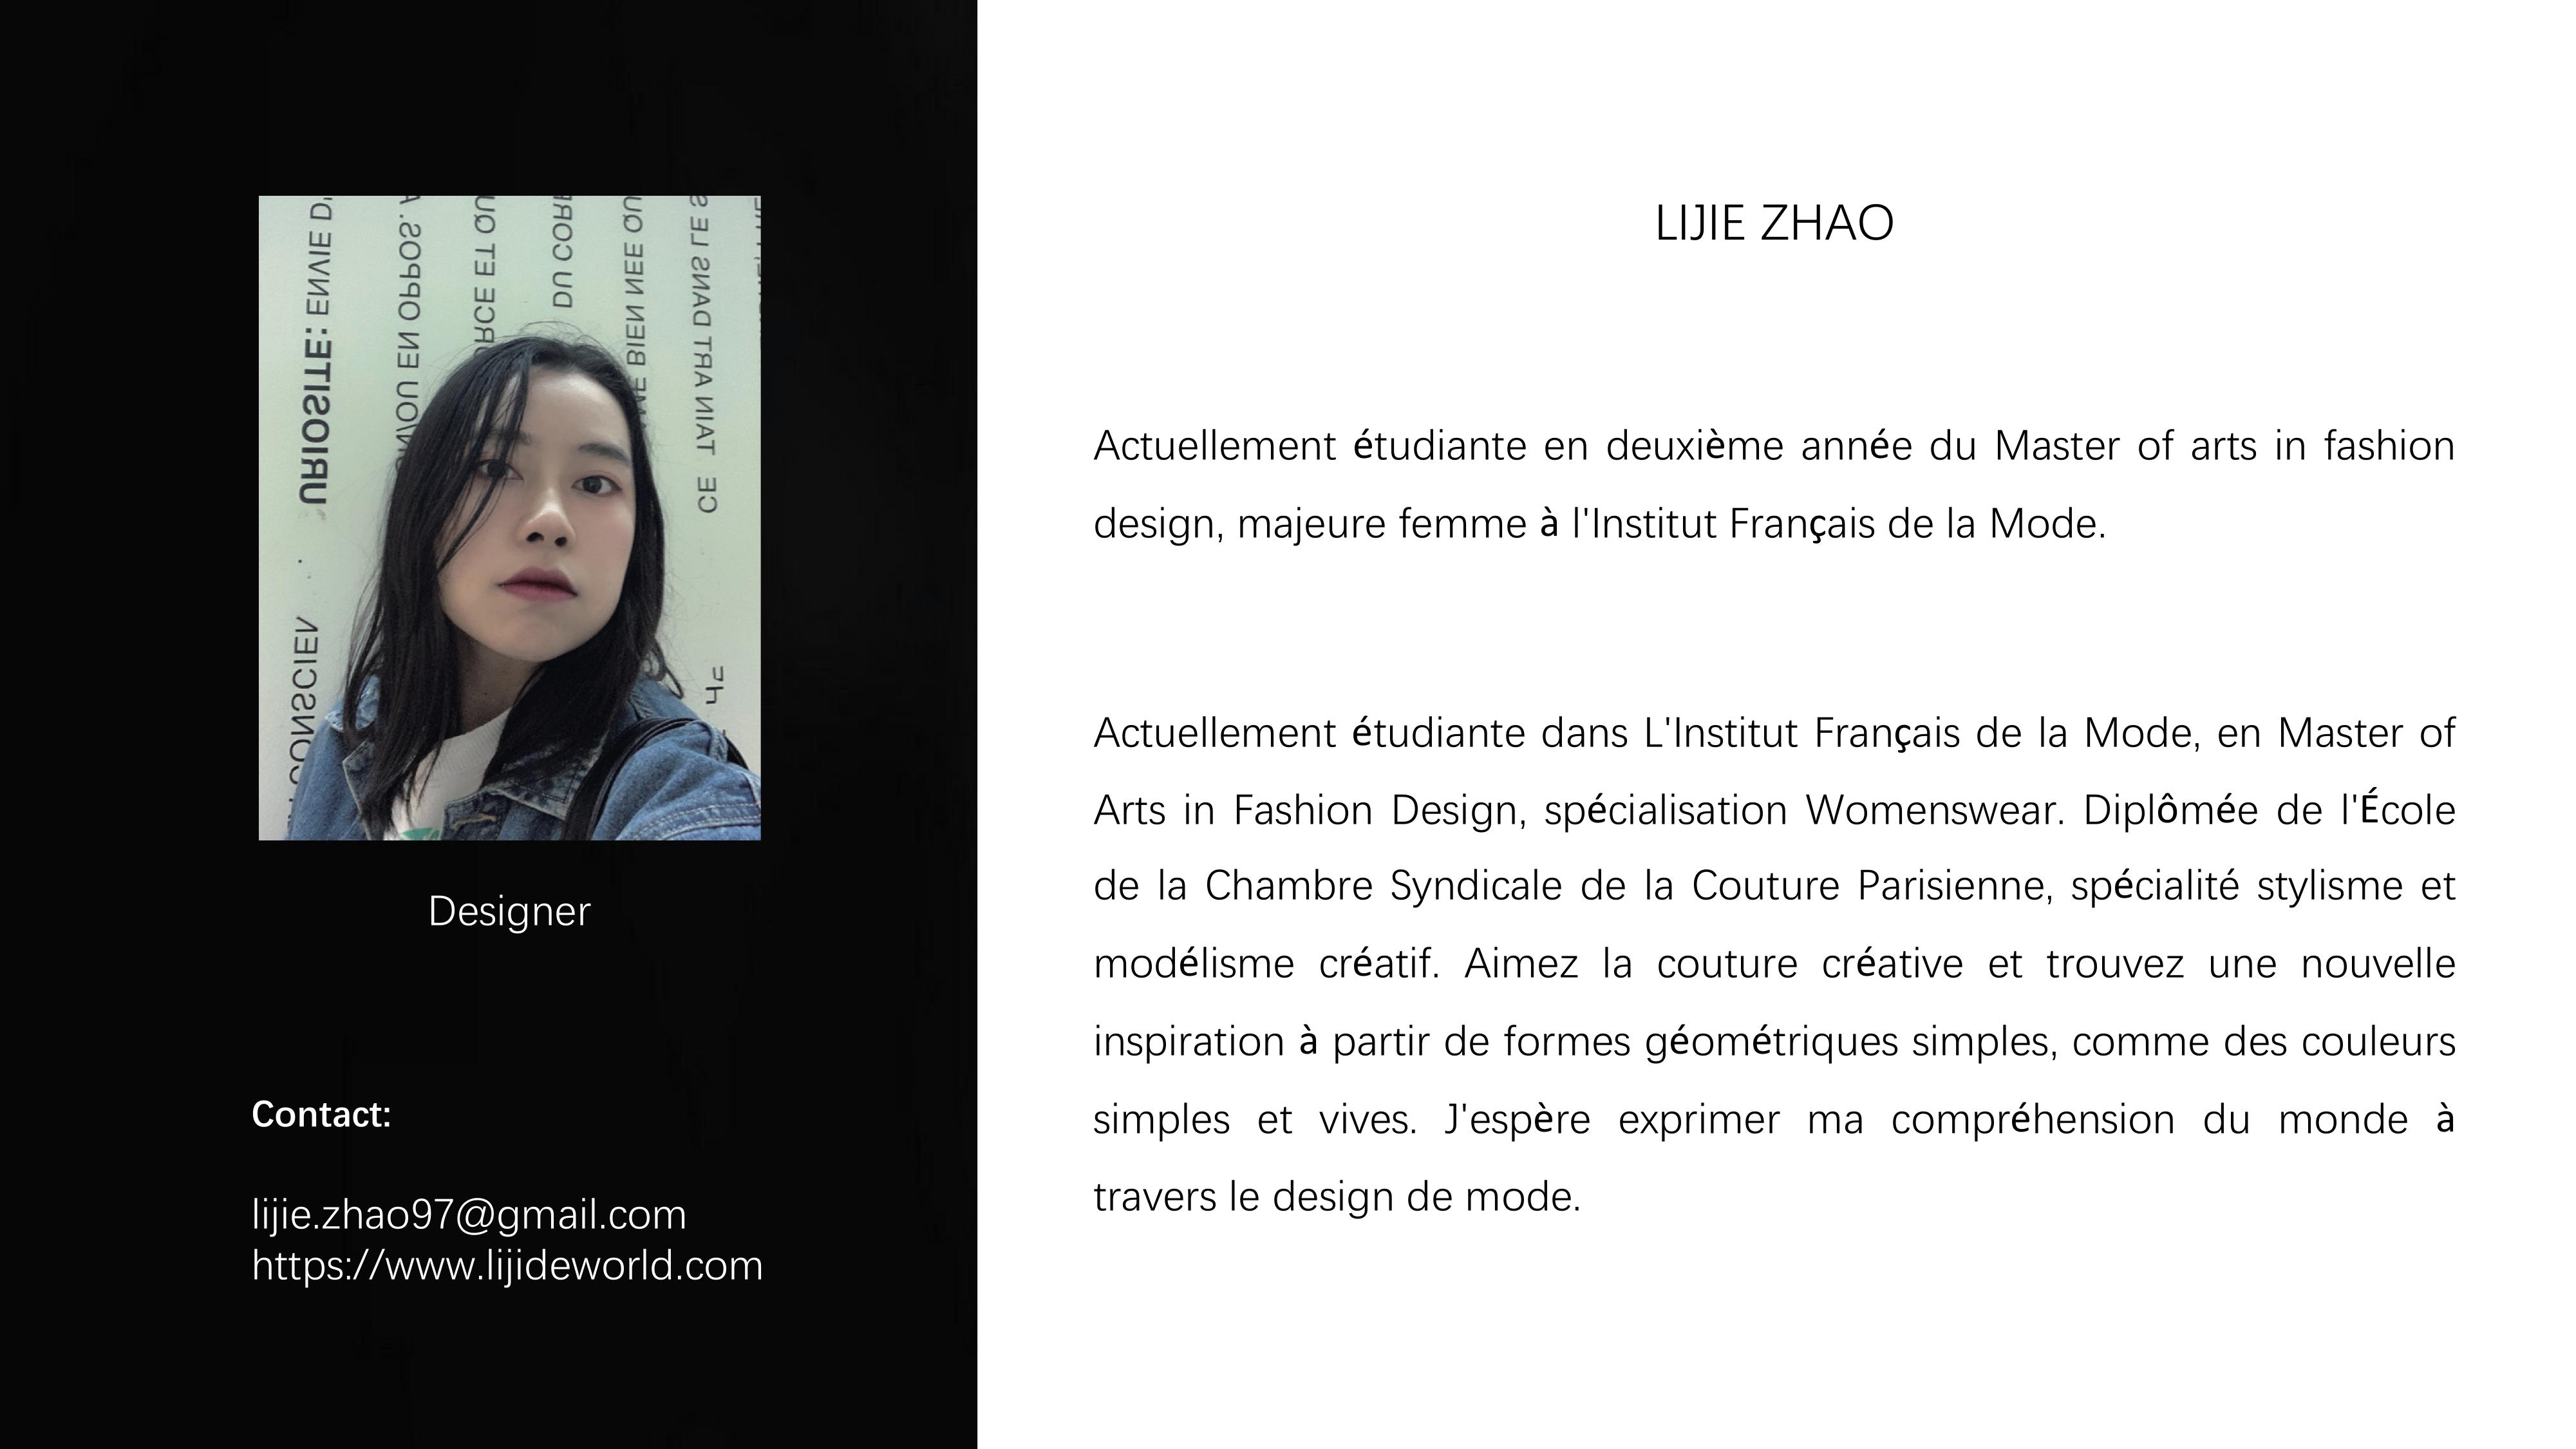 Designer
Contact:
lijie.zhao97@gmail.com
https://www.lijideworld.com
LIJIE ZHAO
Actuellement étudiante en deuxième année du Master of arts in fashion
design, majeure femme à l'Institut Français de la Mode.
Actuellement étudiante dans L'Institut Français de la Mode, en Master of
Arts in Fashion Design, spécialisation Womenswear. Diplômée de l'École
de la Chambre Syndicale de la Couture Parisienne, spécialité stylisme et
modélisme créatif. Aimez la couture créative et trouvez une nouvelle
inspiration à partir de formes géométriques simples, comme des couleurs
simples et vives. J'espère exprimer ma compréhension du monde à
travers le design de mode.